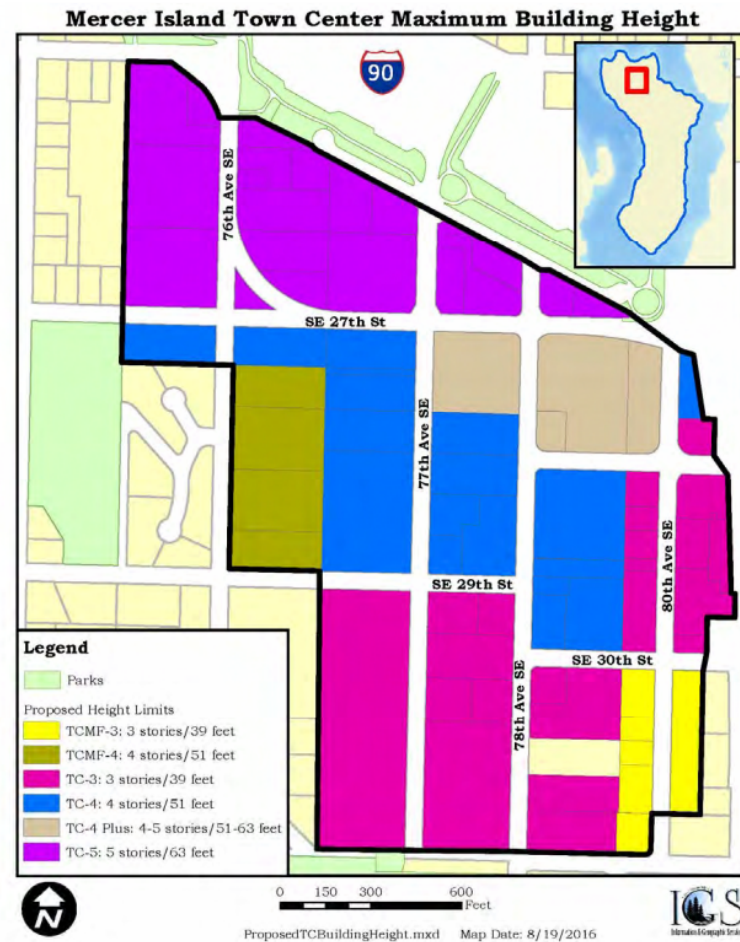 Mercer Island Town Center Maximum Building Height
90
76th Ave SE
SE 27th St
77th Ave SE
SE 29th St
80th Ave SE
SE 30th St
78th Ave SE
Legend
Parks
Proposed Height Limits
TCMF-3: 3 stories/39 feet
TCMF-4: 4 stories/51 feet
TC-3: 3 stories/39 feet
TC-4: 4 stories/51 feet
TC-4 Plus: 4-5 stories/51-63 feet
TC-5: 5 stories/63 feet
N
0 150 300 600
Feet
ProposedTCBuildingHeight.mxd Map Date: 8/19/2016
IGS